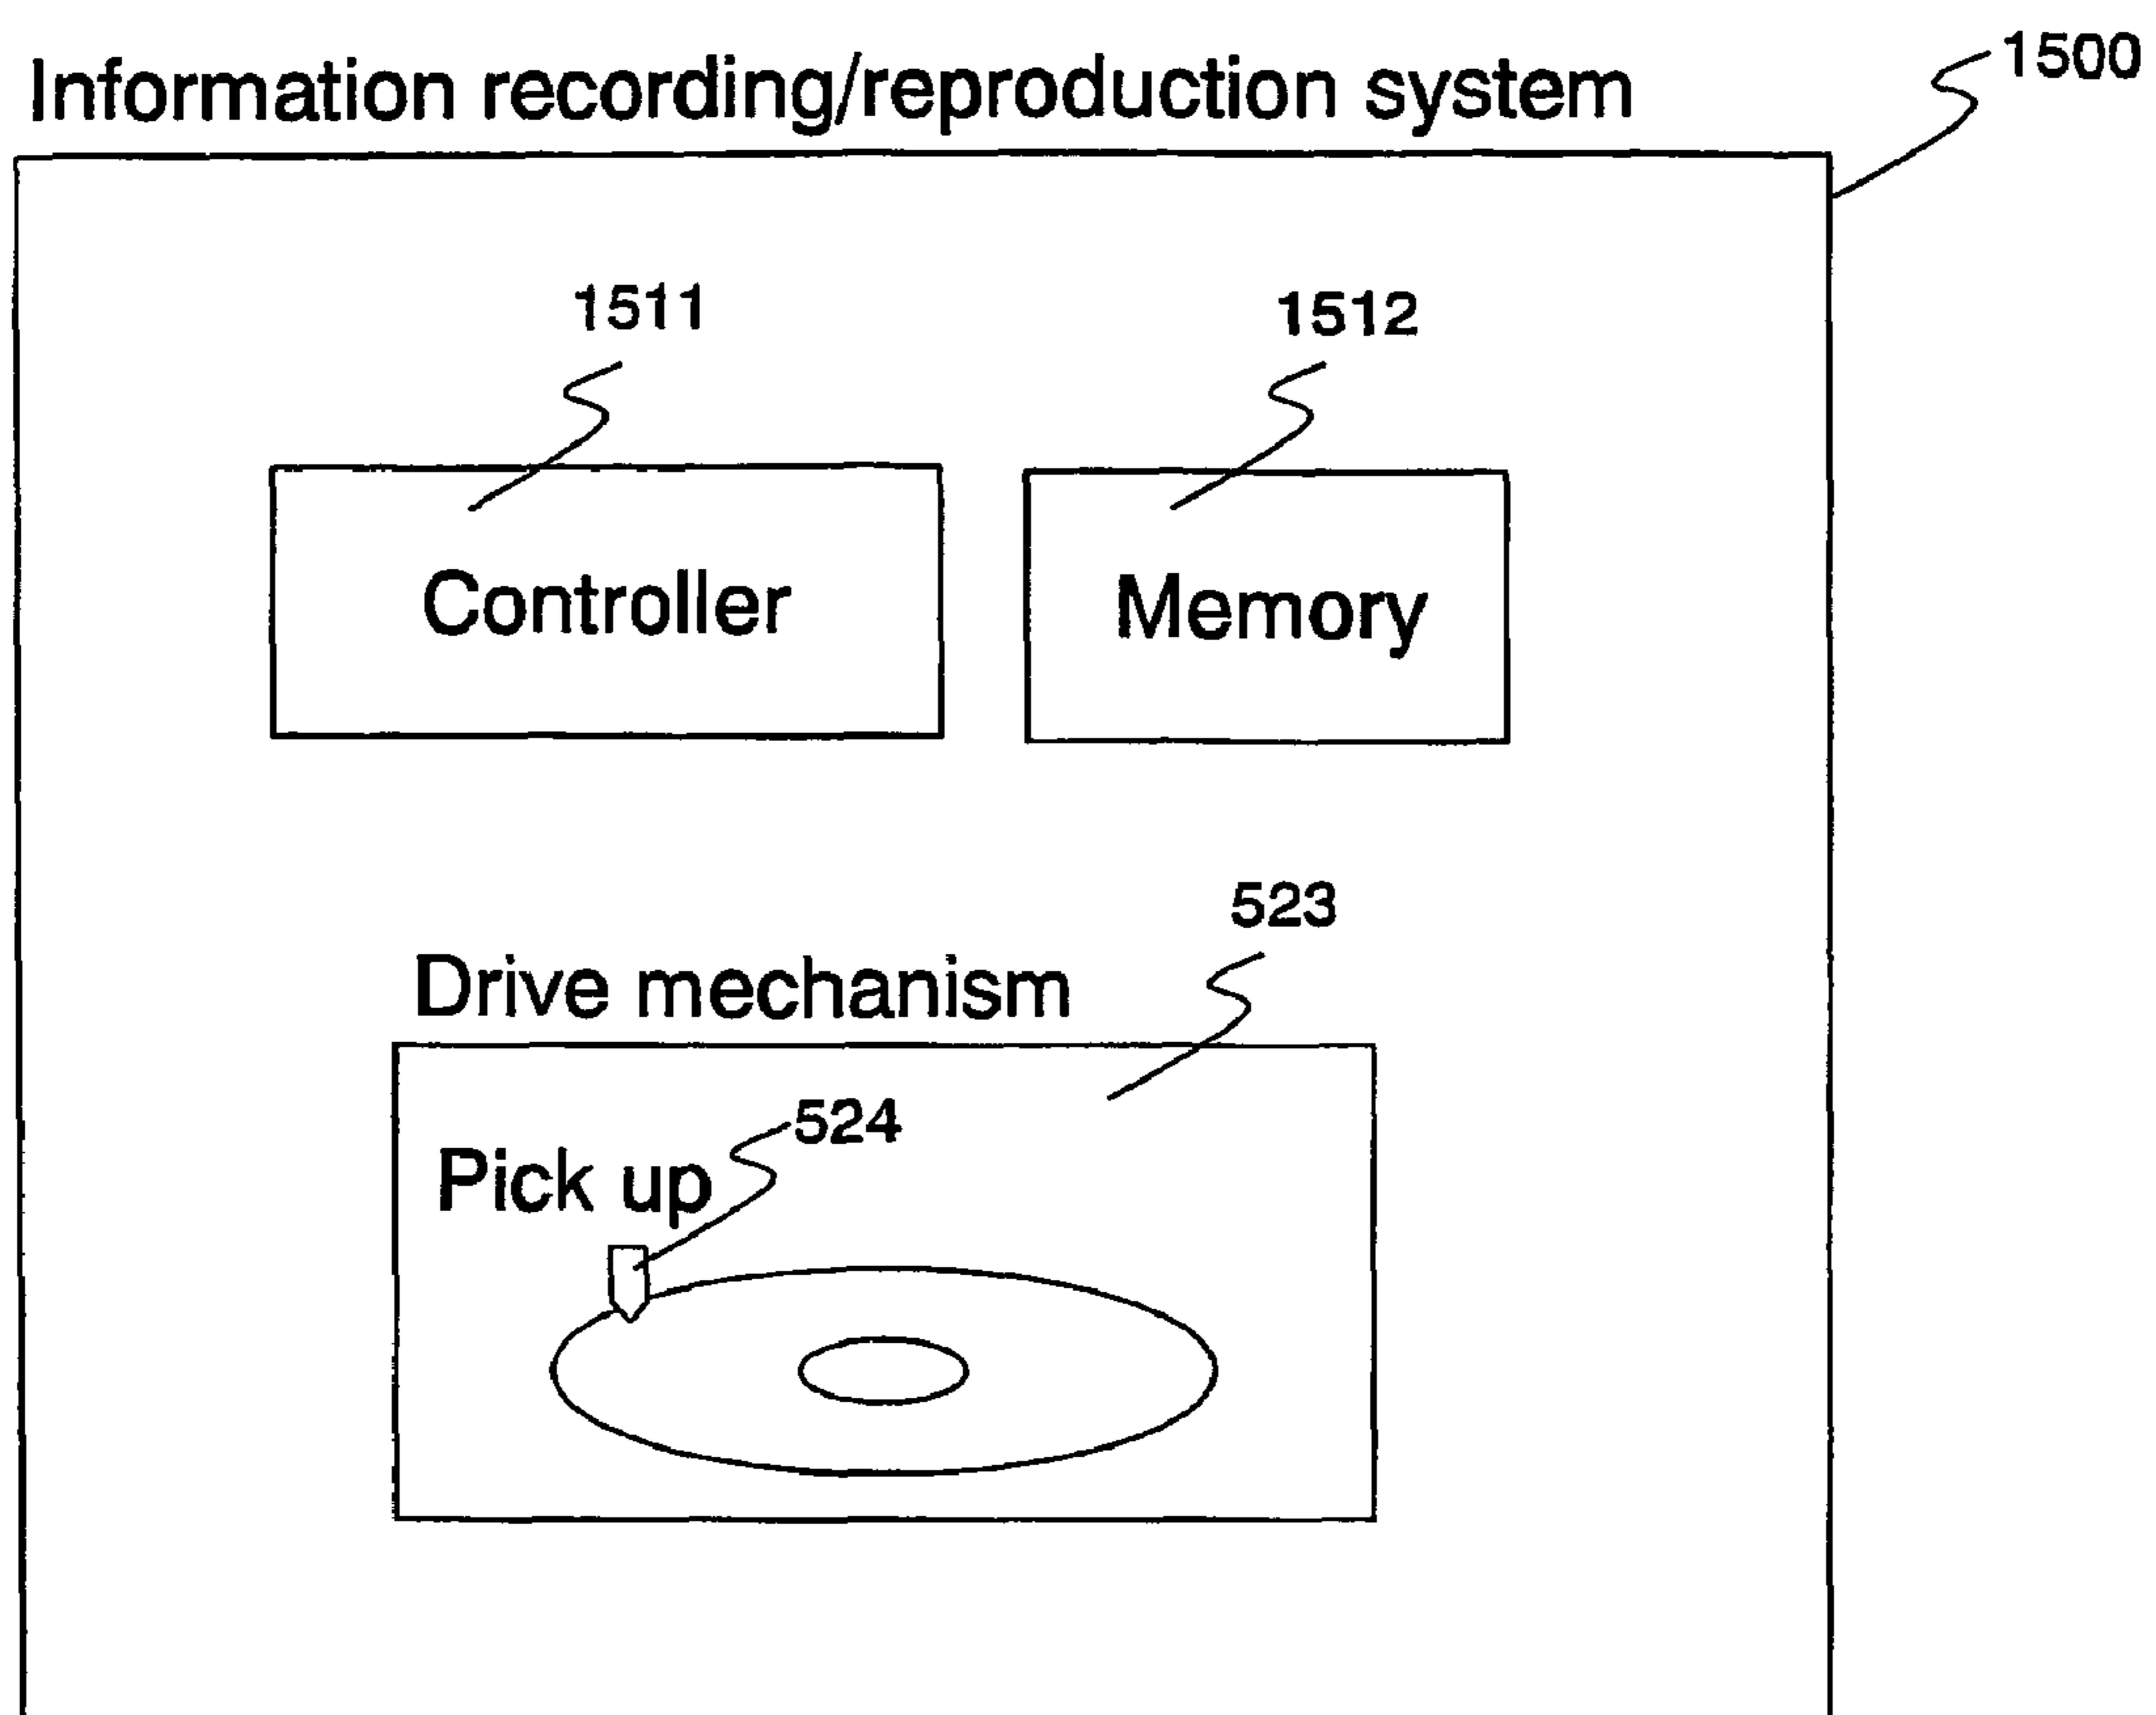 1500
Information recording/reproduction system
1511
1512
Controller
Memory
523
Drive mechanism
524
Pick up